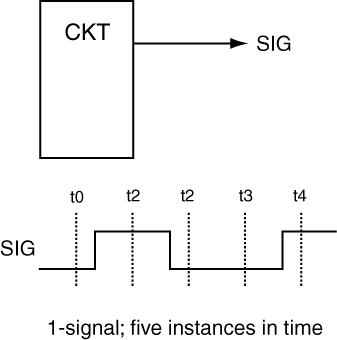 CKT
SIG
t0 t2 t2 t3 t4
SIG
1-signal; five instances in time